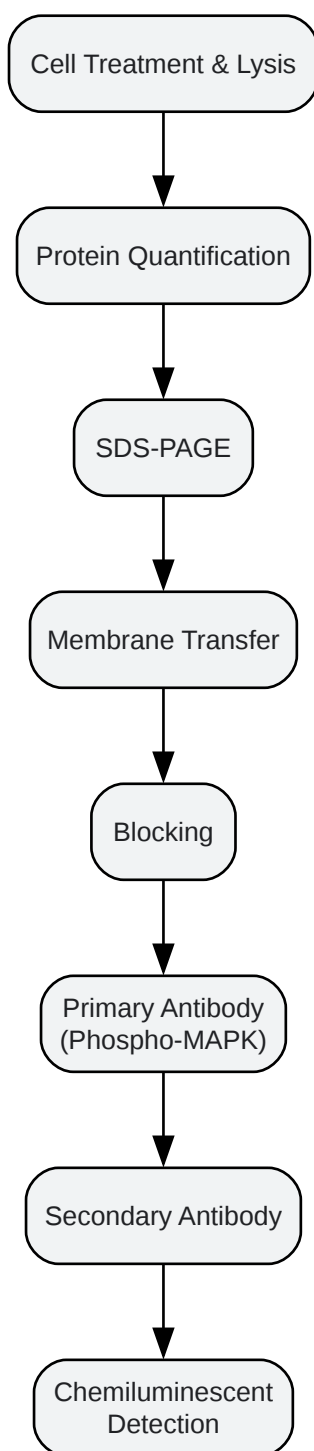 Cell Treatment & Lysis
Protein Quantification
SDS-PAGE
Membrane Transfer
Blocking
Primary Antibody
(Phospho-MAPK)
Secondary Antibody
Chemiluminescent
Detection